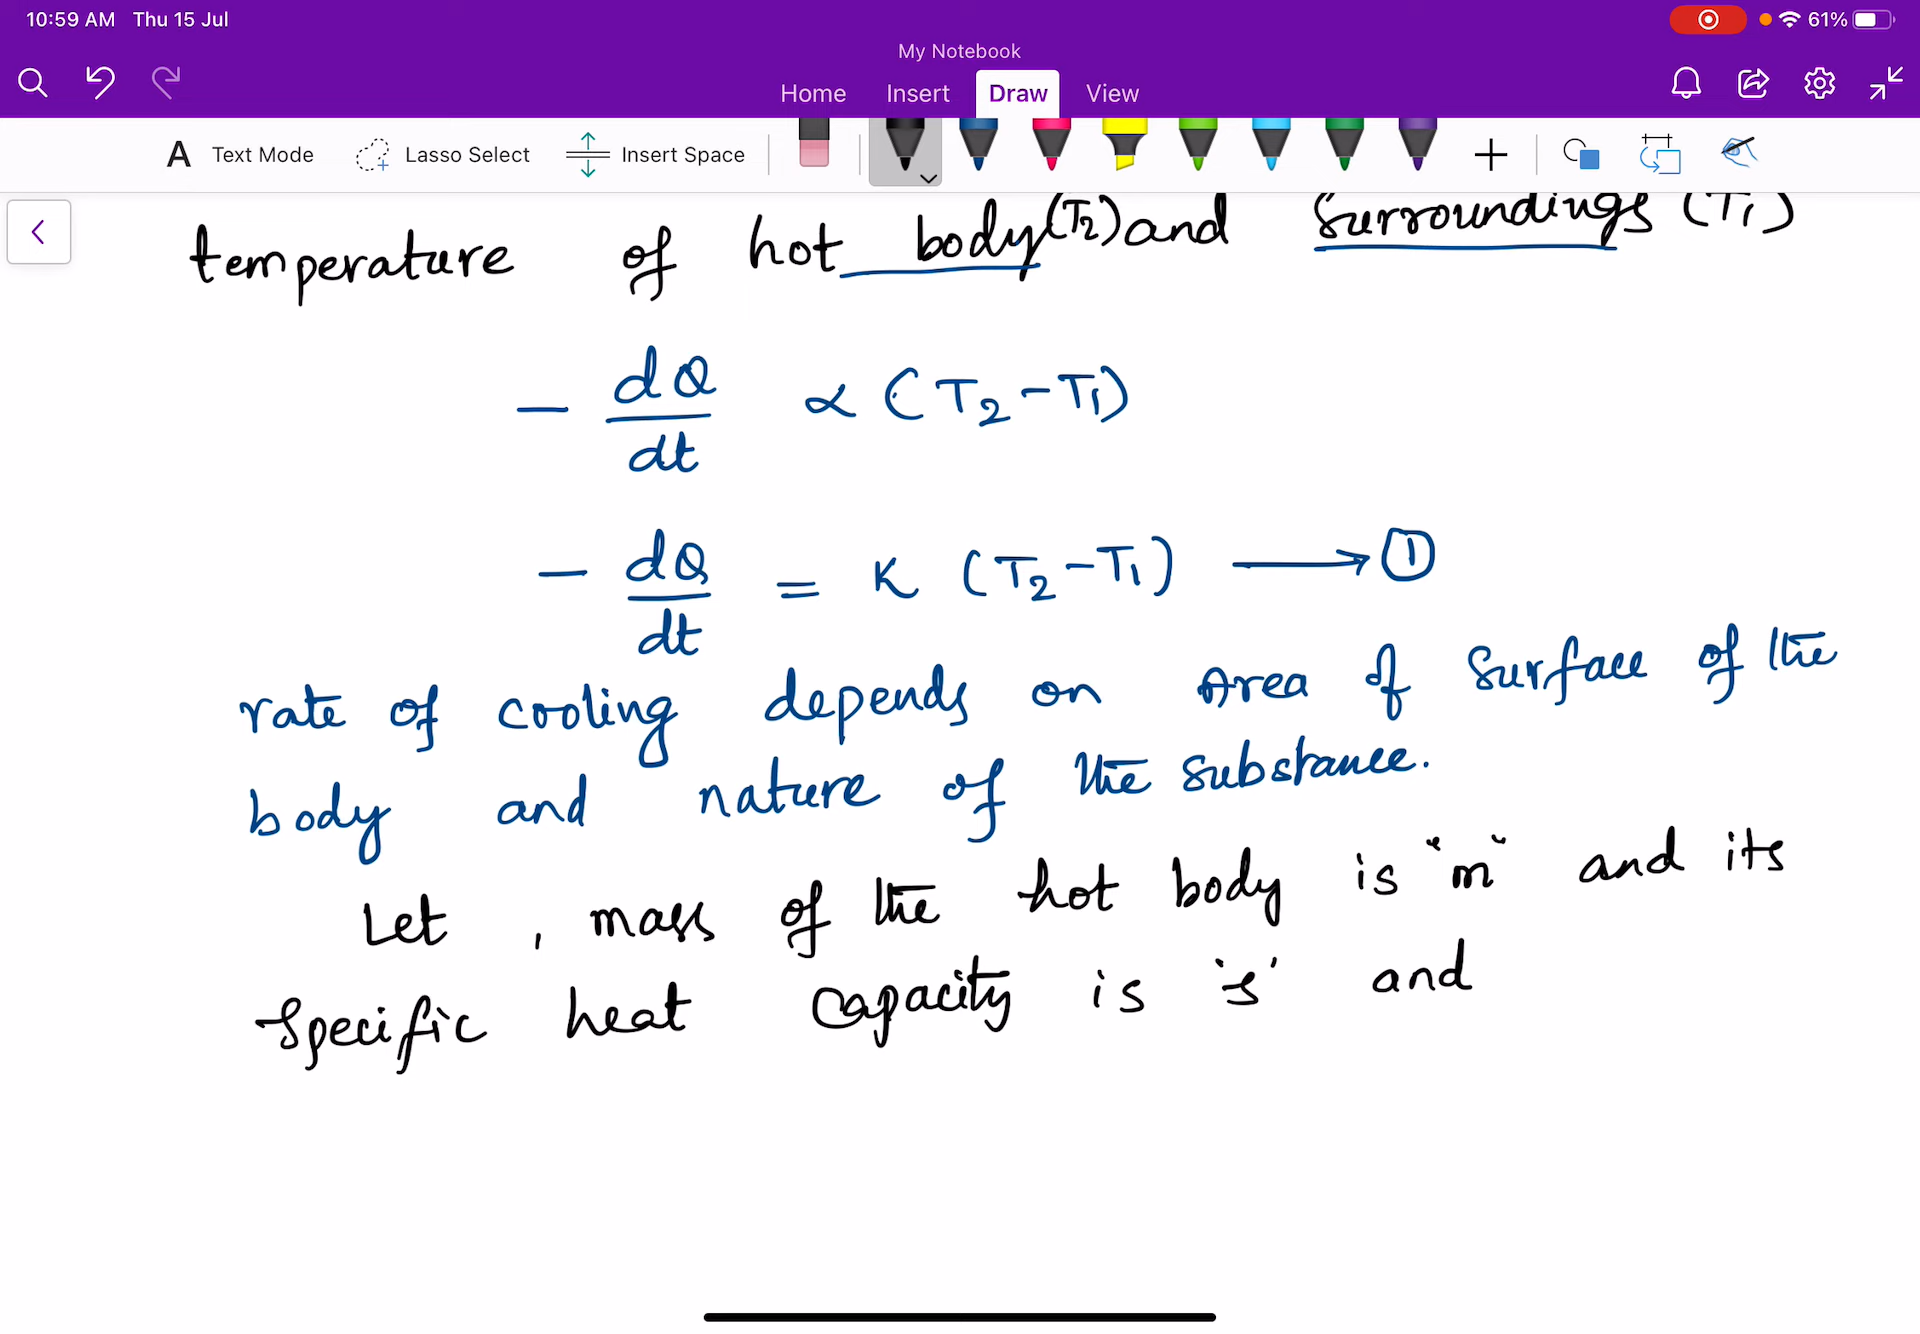 10:59 AM Thu 15 Jul
61%
My Notebook
Home Insert Draw View
A Text Mode Lasso Select Insert Space
temperature of hot body (T₂) and surroundings (T₁)
- dQ/dt ∝ (T₂-T₁)
- dQ/dt = K (T₂-T₁) → ①
rate of cooling depends on Area of surface of the
body and nature of the substance.
Let, mass of the hot body is "m" and its
specific heat capacity is 's' and